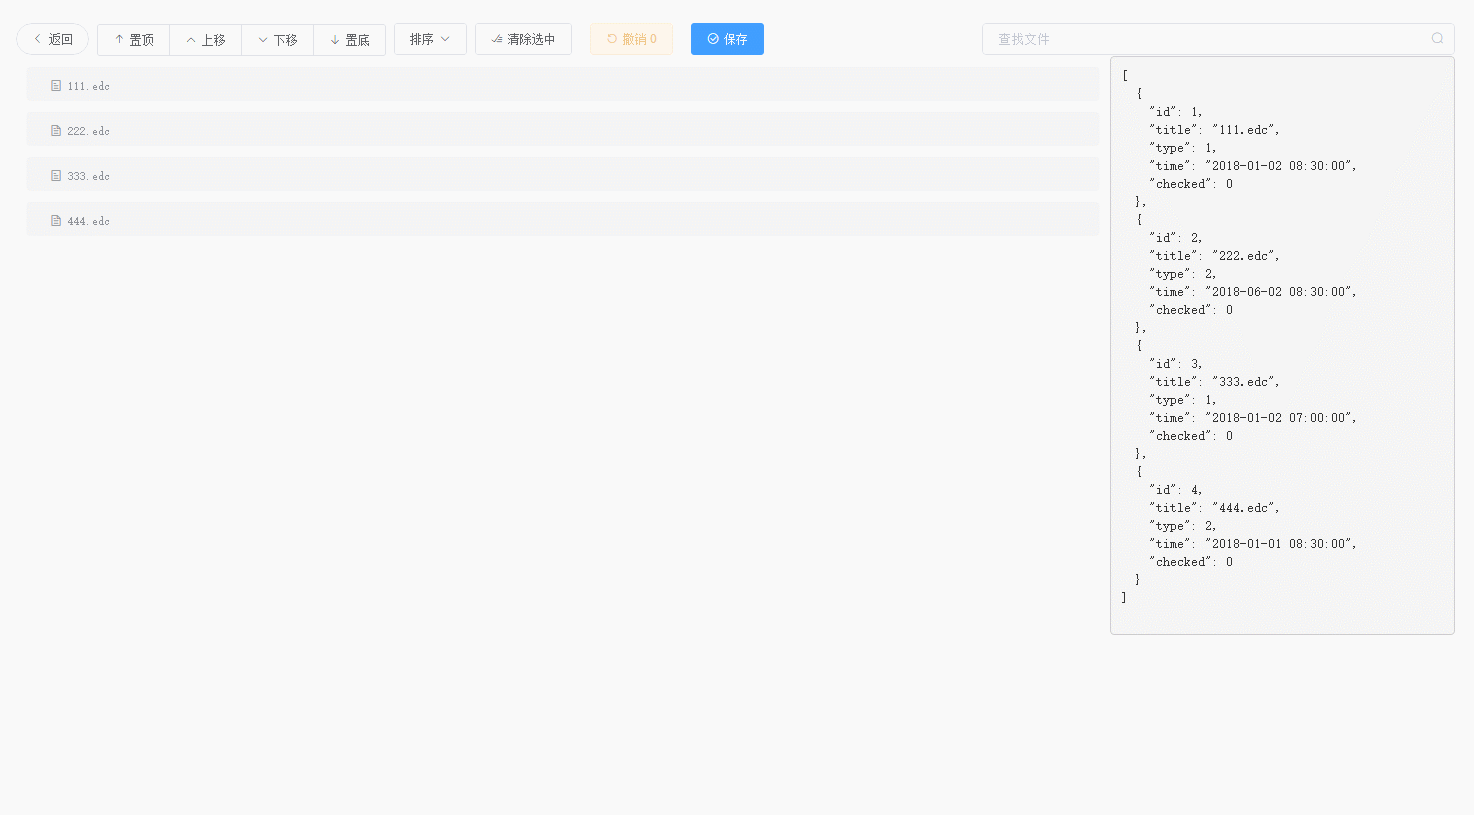 返回 置顶 上移 下移 置底 排序 清除选中 撤销 0 保存 查找文件
111.edc
222.edc
333.edc
444.edc
[
  {
    "id": 1,
    "title": "111.edc",
    "type": 1,
    "time": "2018-01-02 08:30:00",
    "checked": 0
  },
  {
    "id": 2,
    "title": "222.edc",
    "type": 2,
    "time": "2018-06-02 08:30:00",
    "checked": 0
  },
  {
    "id": 3,
    "title": "333.edc",
    "type": 1,
    "time": "2018-01-02 07:00:00",
    "checked": 0
  },
  {
    "id": 4,
    "title": "444.edc",
    "type": 2,
    "time": "2018-01-01 08:30:00",
    "checked": 0
  }
]